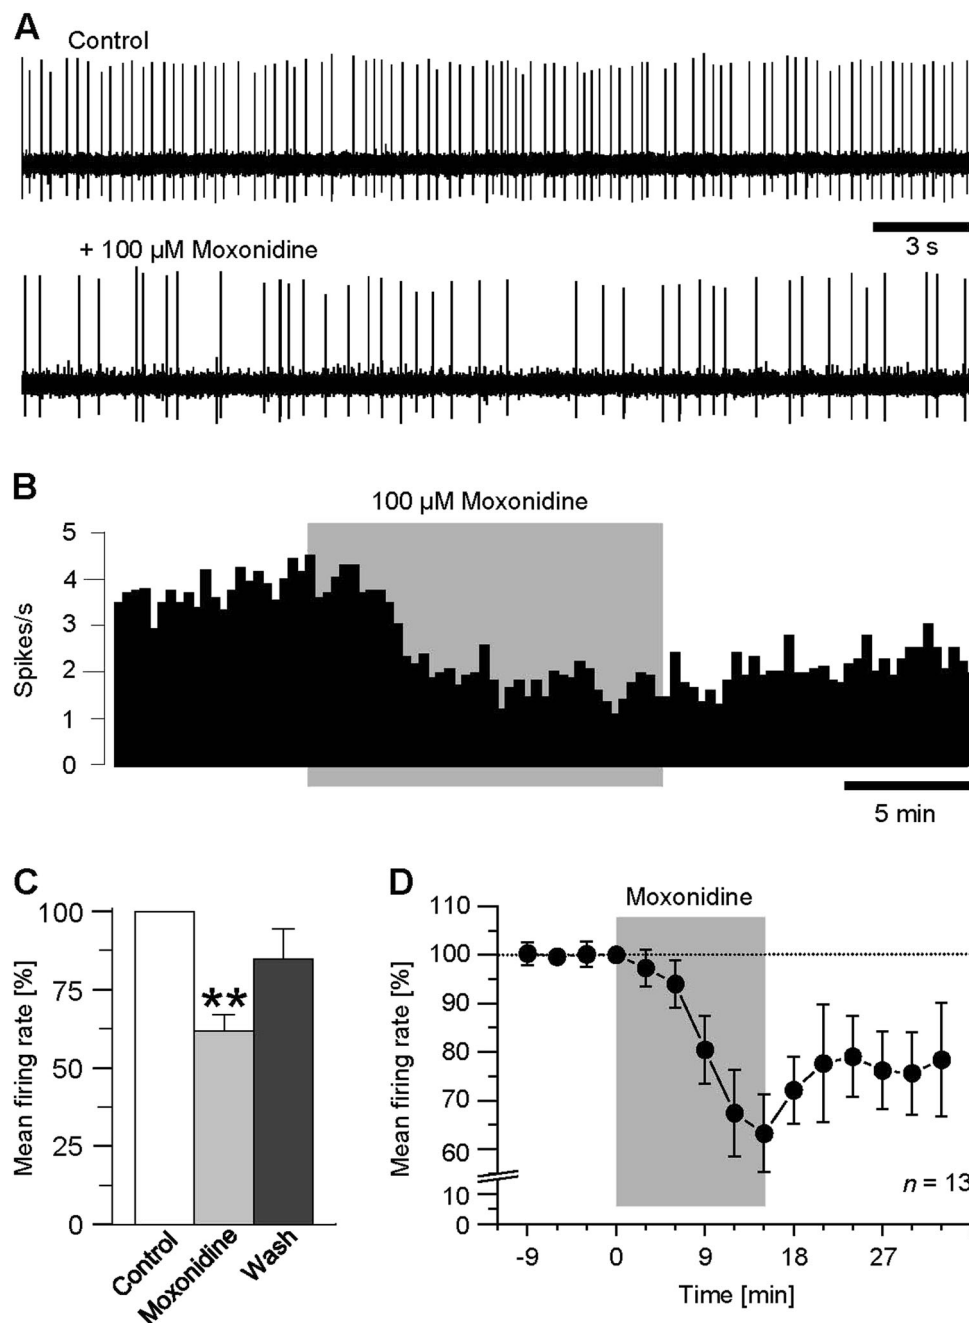 A
Control
3 s
+ 100 µM Moxonidine
B
100 µM Moxonidine
5
4
3
2
1
0
Spikes/s
5 min
C
100
75
50
25
0
Mean firing rate [%]
**
Control
Moxonidine
Wash
D
Moxonidine
110
100
90
80
70
60
10
0
Mean firing rate [%]
n = 13
-9 0 9 18 27
Time [min]